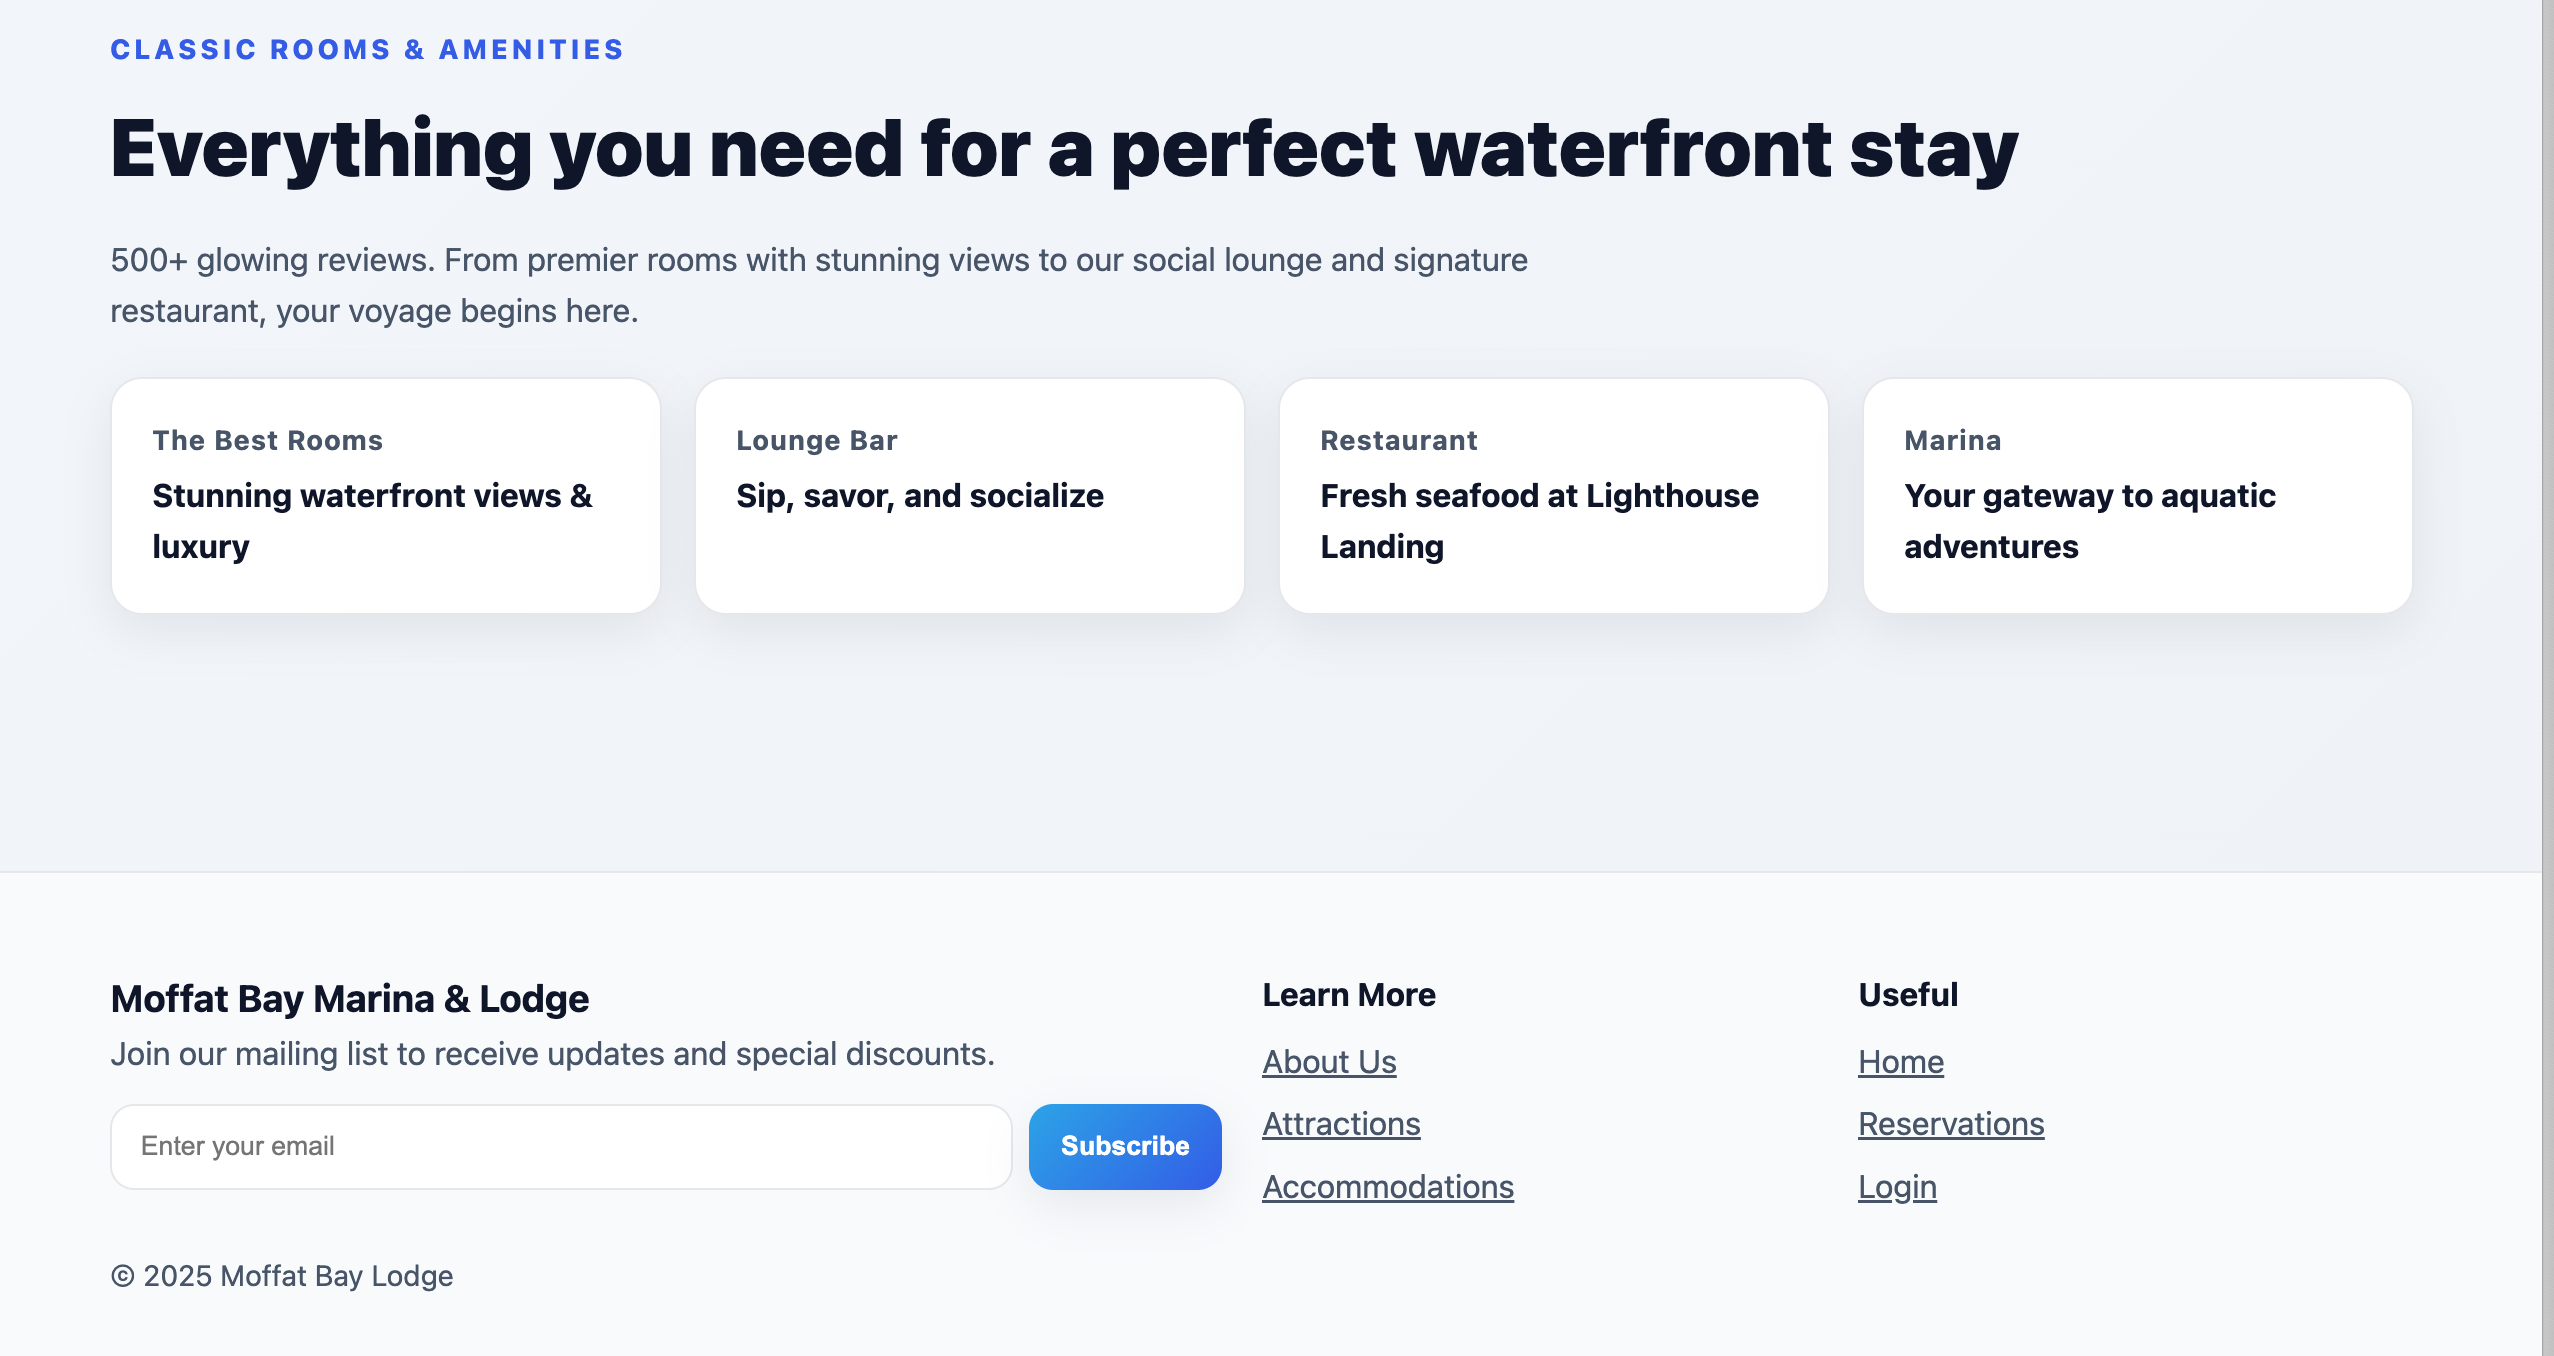 CLASSIC ROOMS & AMENITIES
Everything you need for a perfect waterfront stay
500+ glowing reviews. From premier rooms with stunning views to our social lounge and signature
restaurant, your voyage begins here.
The Best Rooms
Stunning waterfront views &
luxury
Lounge Bar
Sip, savor, and socialize
Restaurant
Fresh seafood at Lighthouse
Landing
Marina
Your gateway to aquatic
adventures
Moffat Bay Marina & Lodge
Join our mailing list to receive updates and special discounts.
Enter your email
Subscribe
© 2025 Moffat Bay Lodge
Learn More
About Us
Attractions
Accommodations
Useful
Home
Reservations
Login